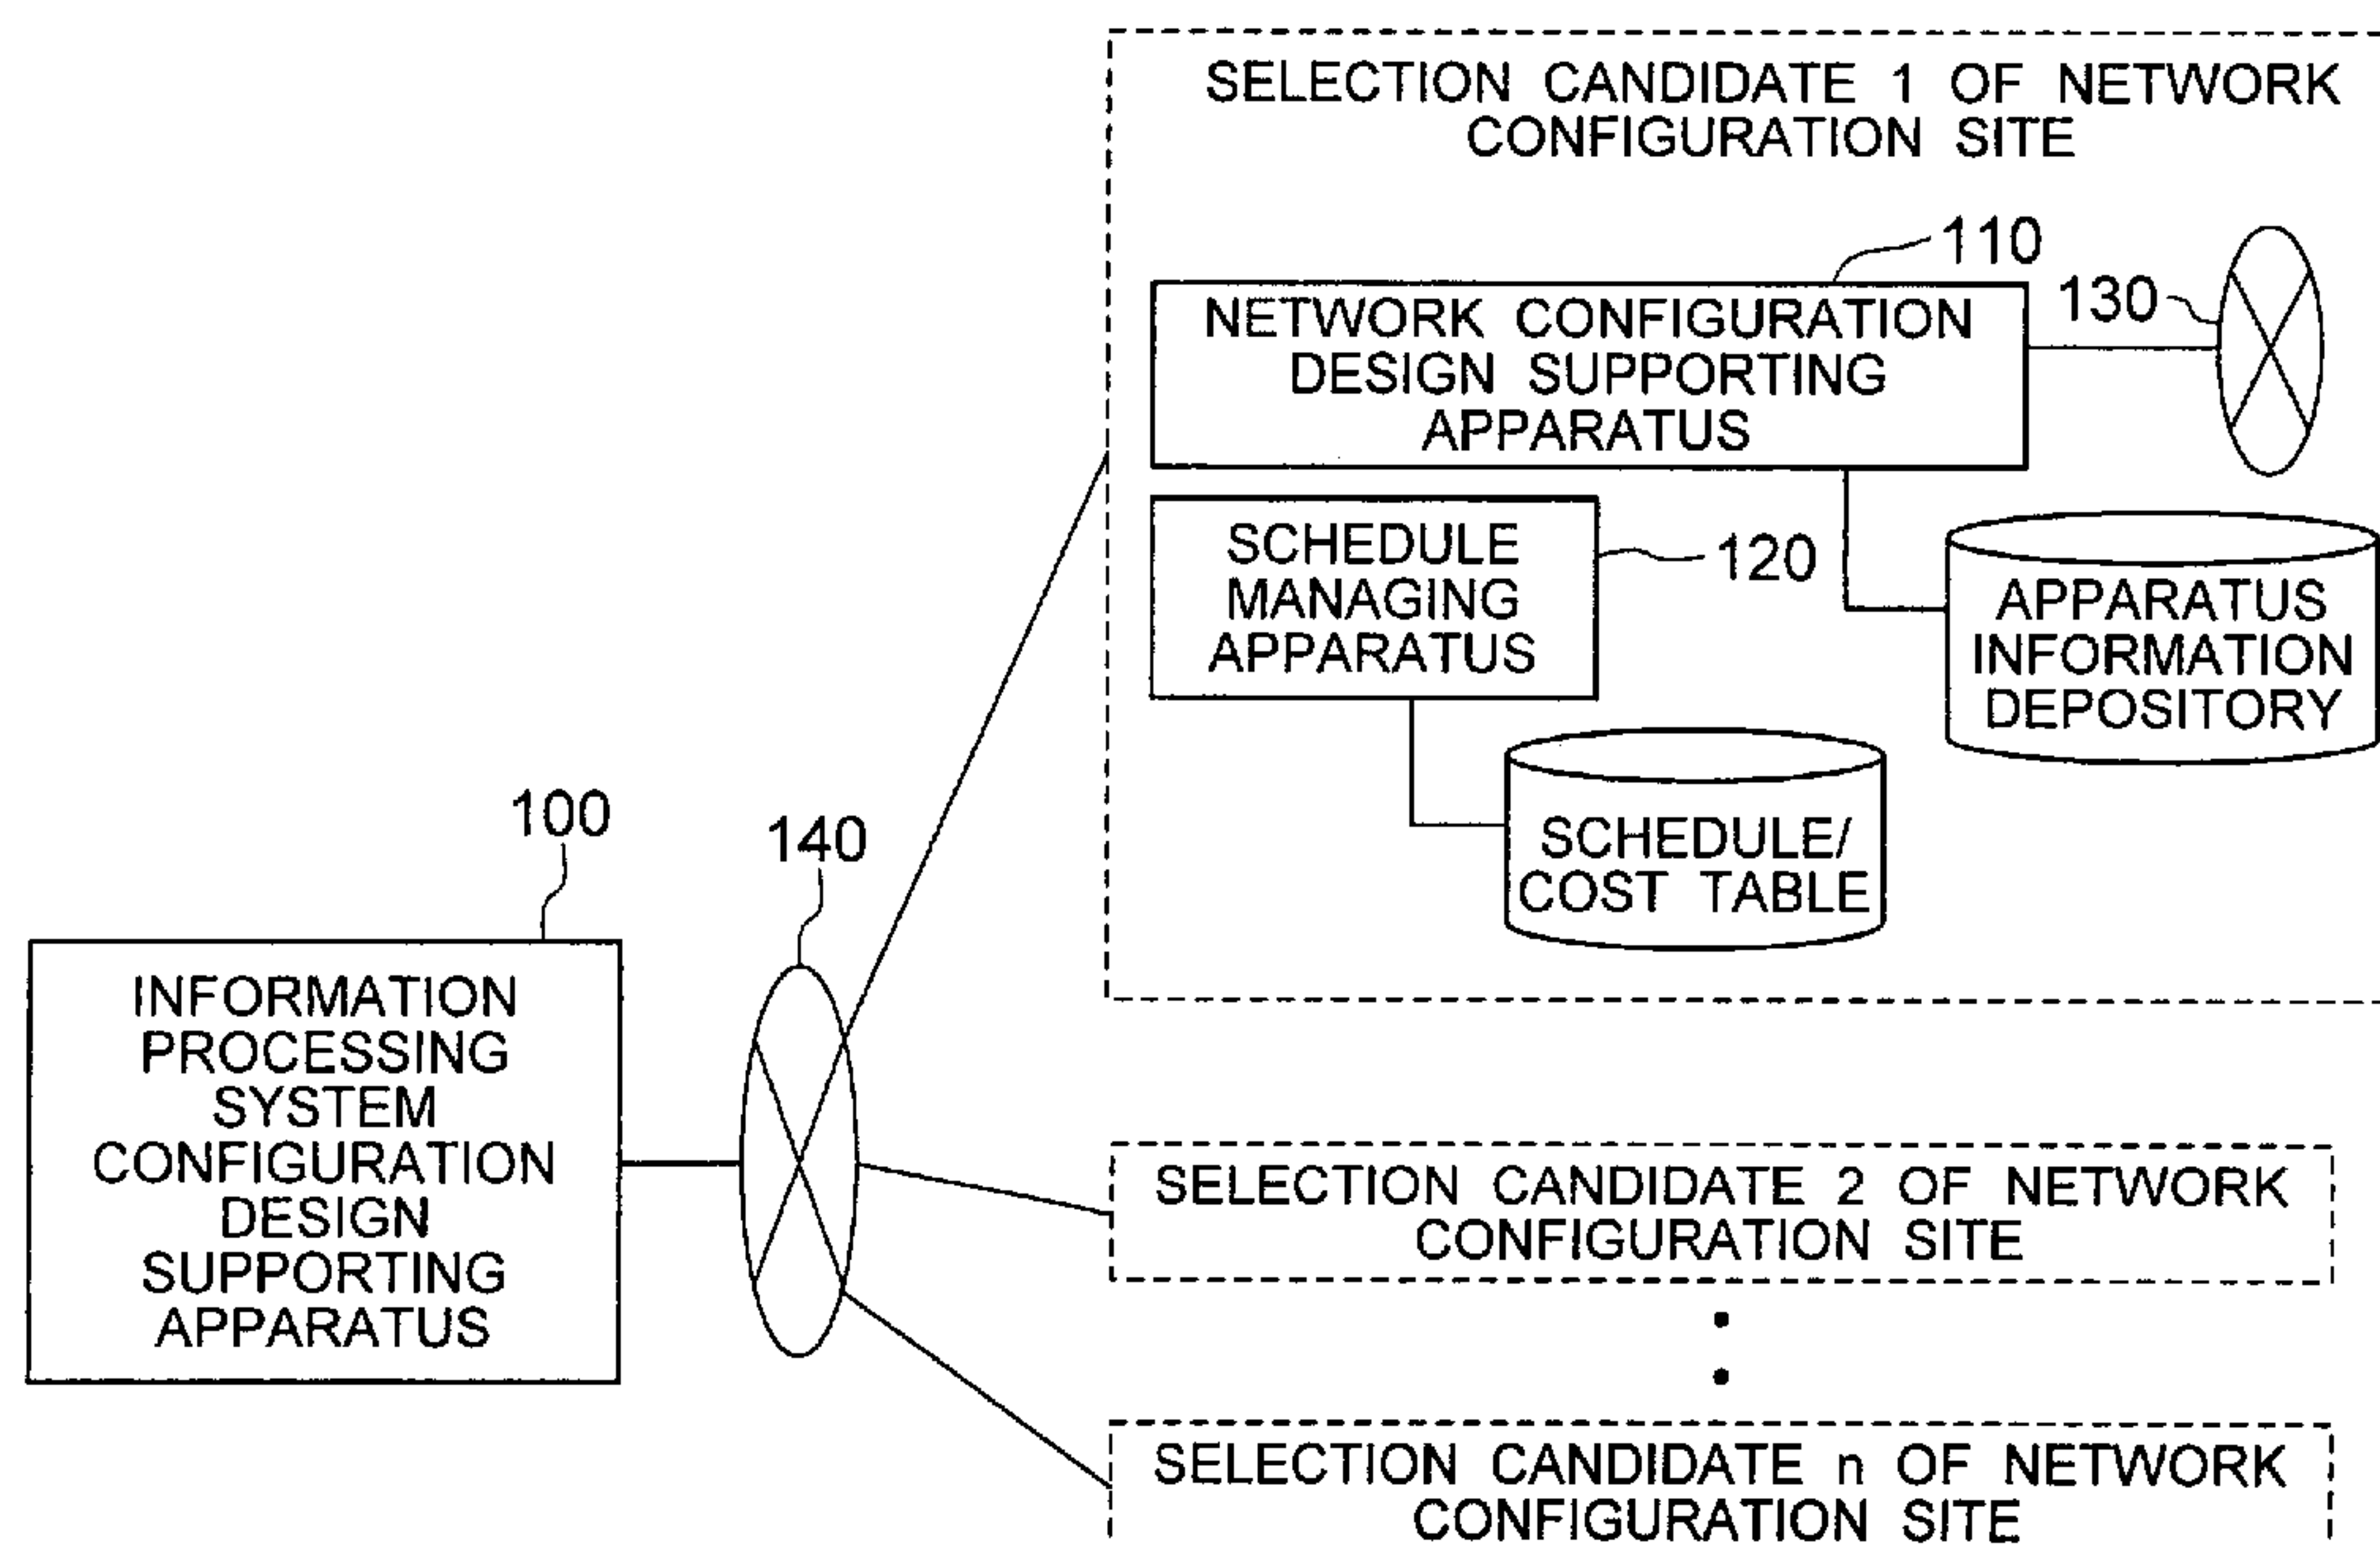 SELECTION CANDIDATE 1 OF NETWORK
CONFIGURATION SITE
110
130
NETWORK CONFIGURATION
DESIGN SUPPORTING
APPARATUS
SCHEDULE
MANAGING
APPARATUS
120
APPARATUS
INFORMATION
DEPOSITORY
SCHEDULE/
COST TABLE
100
140
INFORMATION
PROCESSING
SYSTEM
CONFIGURATION
DESIGN
SUPPORTING
APPARATUS
SELECTION CANDIDATE 2 OF NETWORK
CONFIGURATION SITE
SELECTION CANDIDATE n OF NETWORK
CONFIGURATION SITE